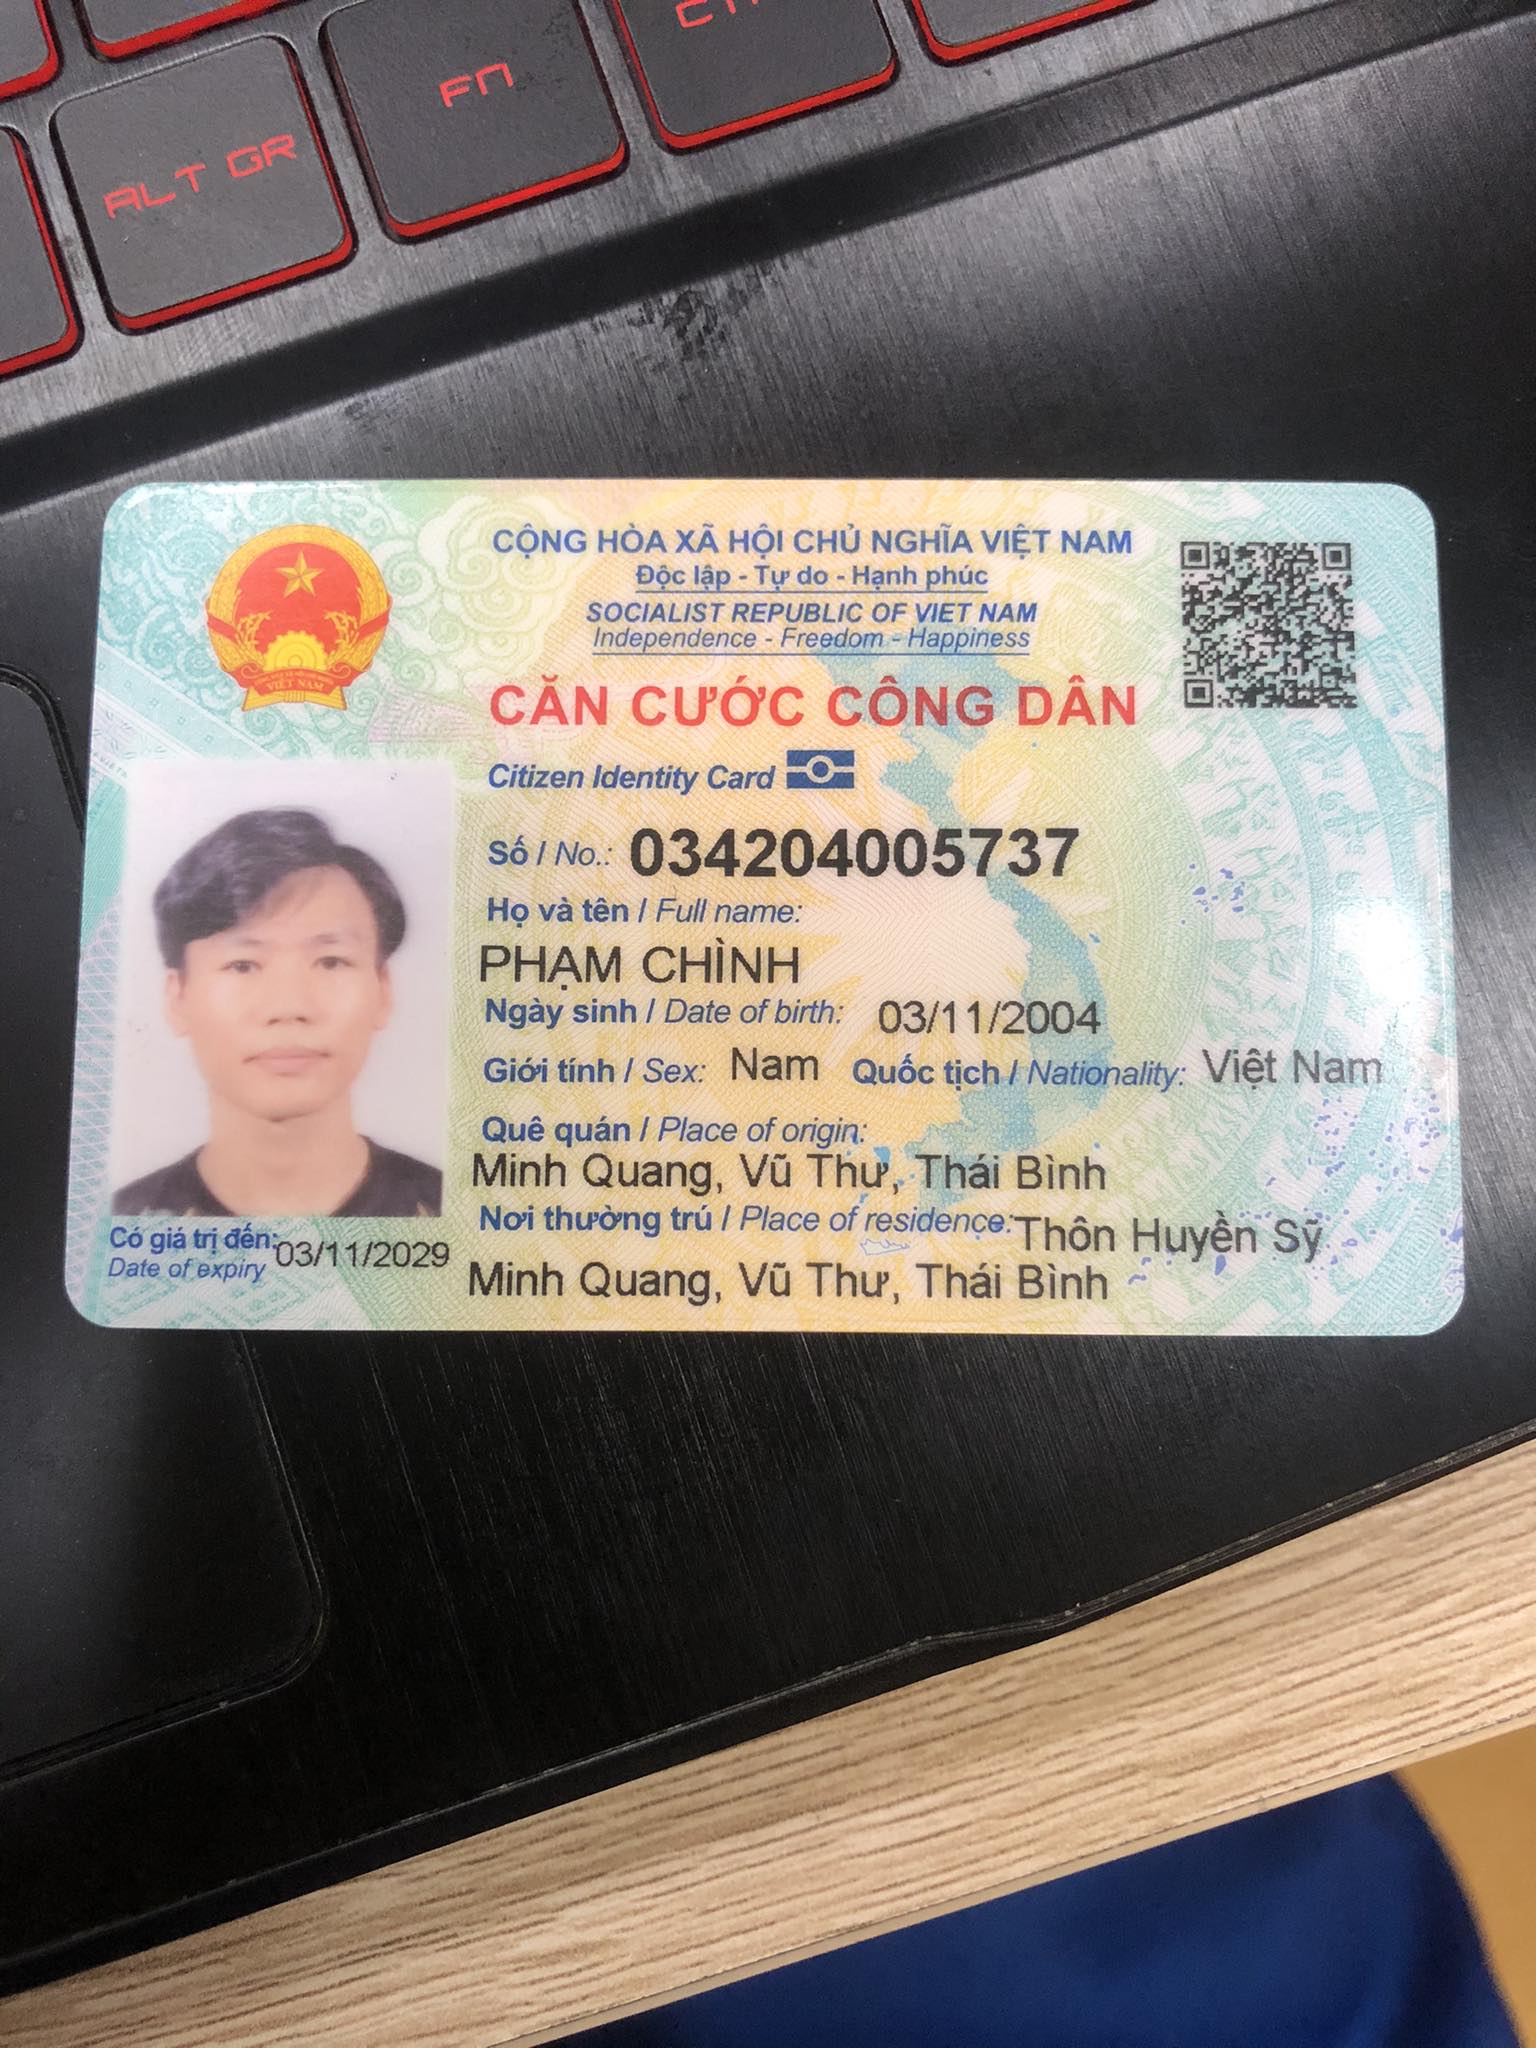 ALT GR
FN
CỘNG HÒA XÃ HỘI CHỦ NGHĨA VIỆT NAM
Độc lập - Tự do - Hạnh phúc
SOCIALIST REPUBLIC OF VIET NAM
Independence - Freedom - Happiness
VIỆT NAM
CĂN CƯỚC CÔNG DÂN
Citizen Identity Card
Số / No.: 034204005737
Họ và tên / Full name:
PHẠM CHÌNH
Ngày sinh / Date of birth: 03/11/2004
Giới tính / Sex: Nam Quốc tịch / Nationality: Việt Nam
Quê quán / Place of origin:
Minh Quang, Vũ Thư, Thái Bình
Nơi thường trú / Place of residence: Thôn Huyền Sỹ
Minh Quang, Vũ Thư, Thái Bình
Có giá trị đến: 03/11/2029
Date of expiry